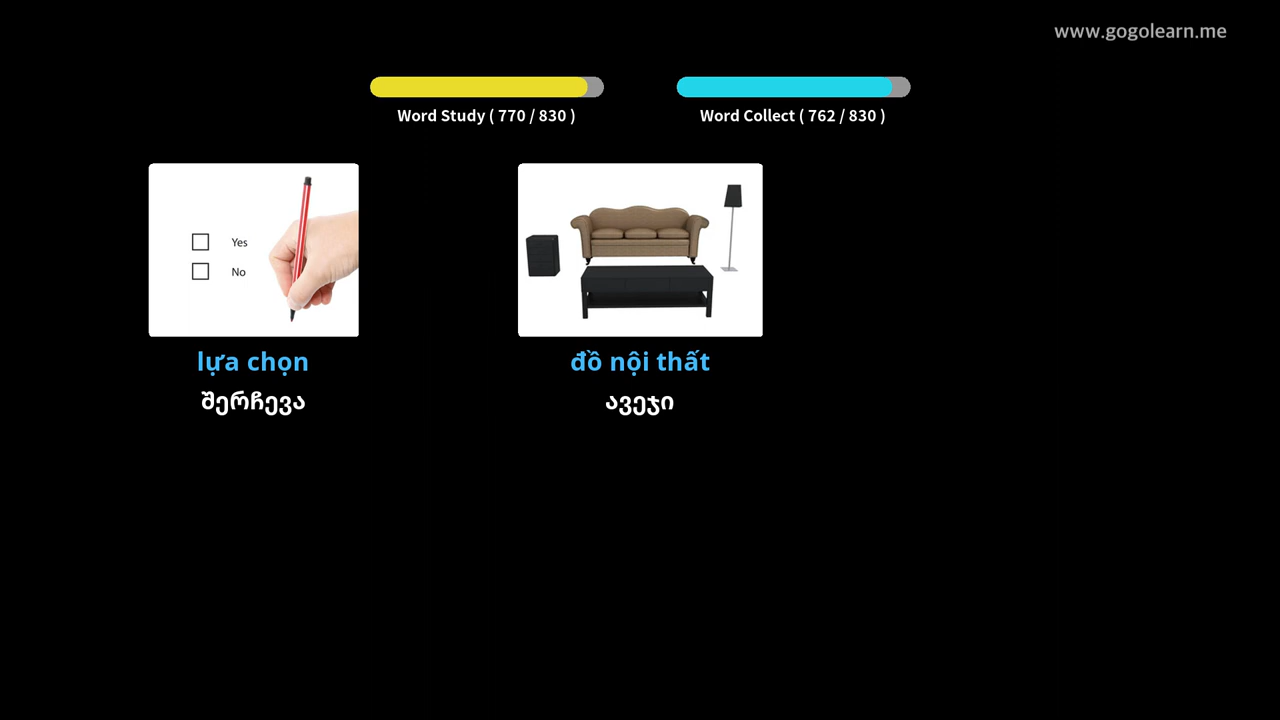 www.gogolearn.me
Word Study ( 770 / 830 )
Word Collect ( 762 / 830 )
Yes
No
lựa chọn
შერჩევა
đồ nội thất
ავეჯი